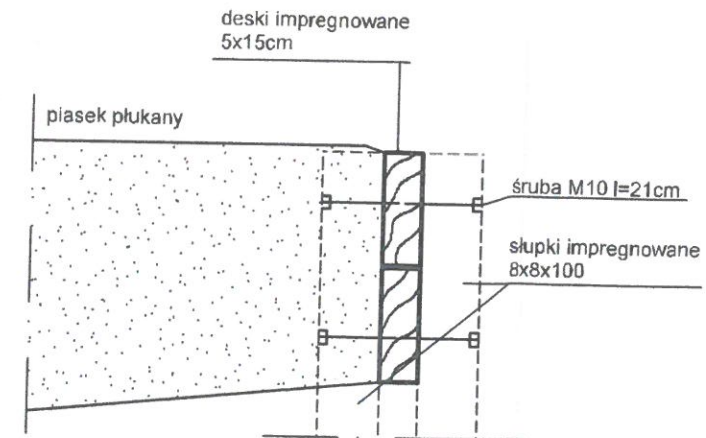 deski impregnowane
5x15cm
piasek płukany
śruba M10 l=21cm
słupki impregnowane
8x8x100